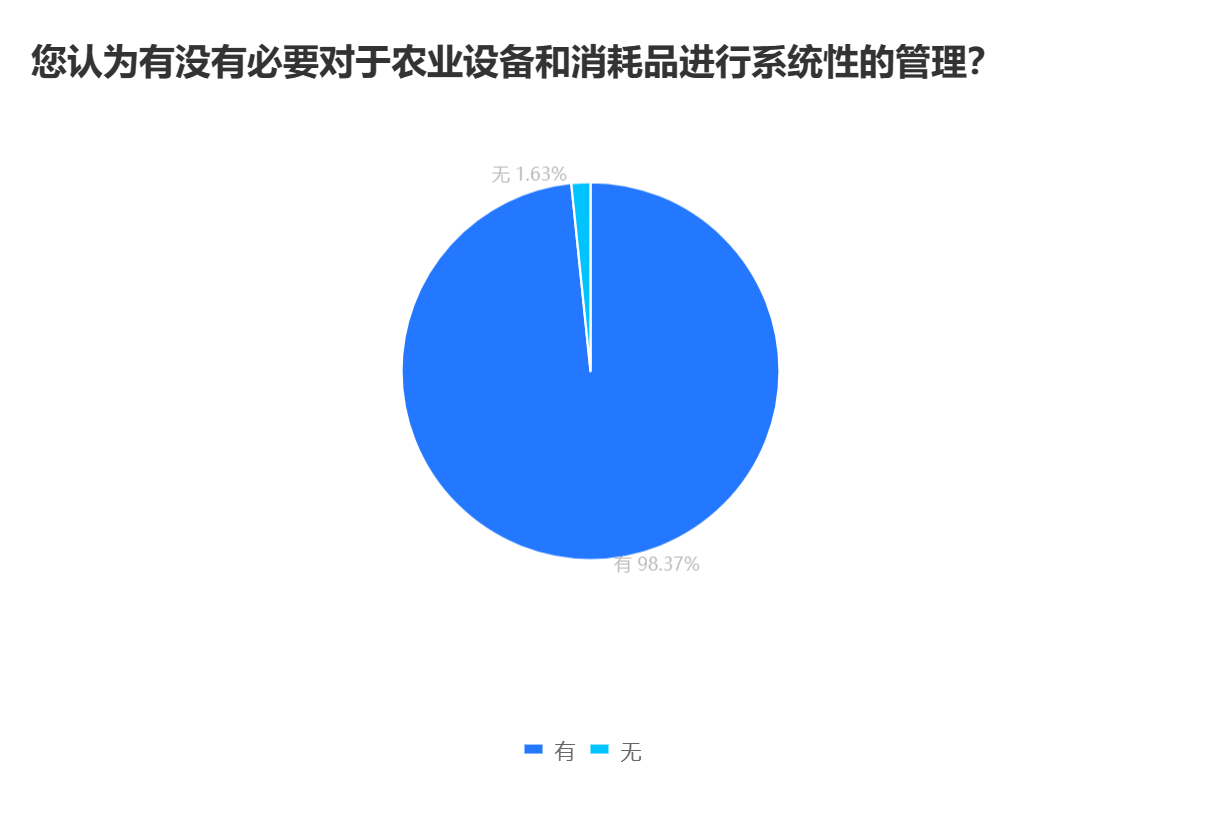 您认为有没有必要对于农业设备和消耗品进行系统性的管理？
无 1.63%
有 98.37%
有 无